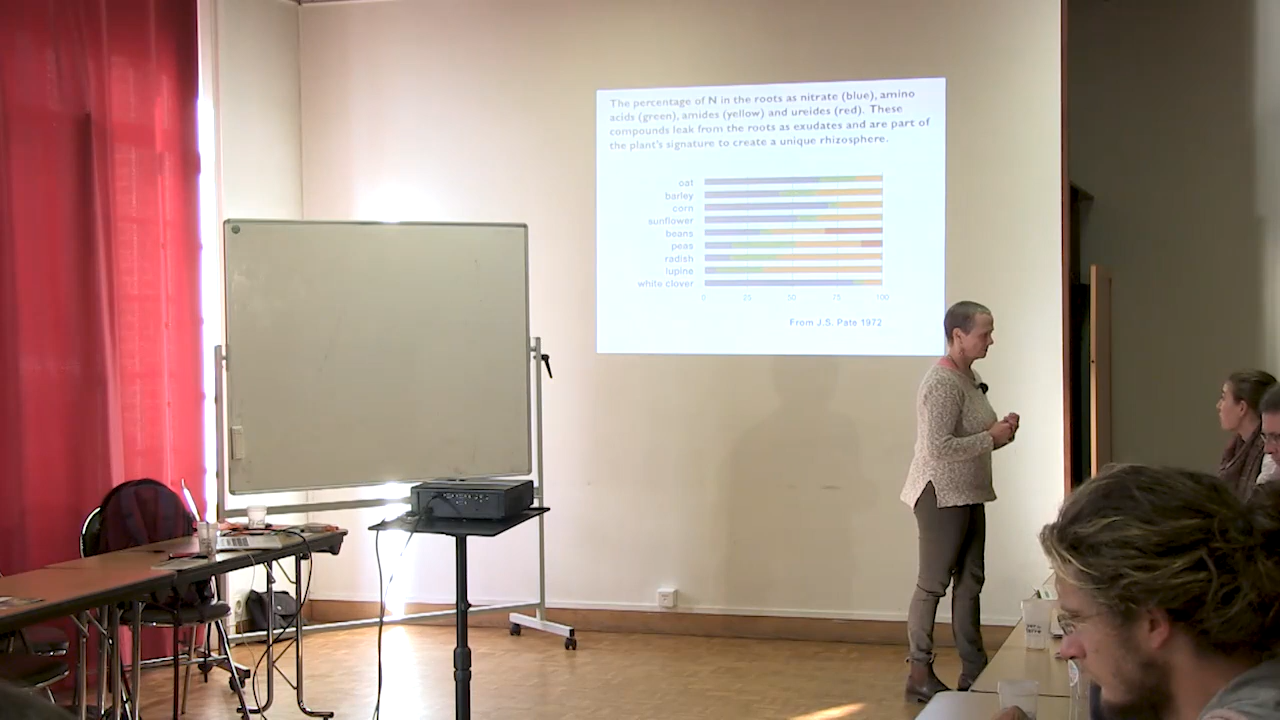 The percentage of N in the roots as nitrate (blue), amino
acids (green), amides (yellow) and ureides (red). These
compounds leak from the roots as exudates and are part of
the plant's signature to create a unique rhizosphere.
oat
barley
corn
sunflower
beans
peas
radish
lupine
white clover
0 25 50 75 100
From J.S. Pate 1972